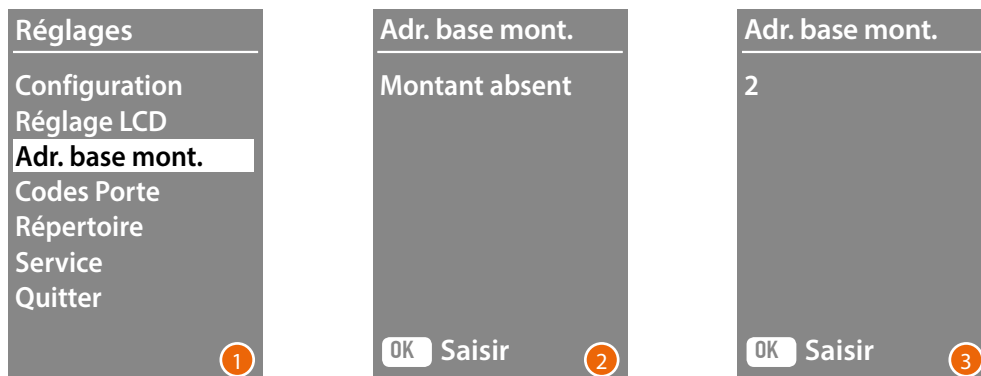 Réglages
Configuration
Réglage LCD
Adr. base mont.
Codes Porte
Répertoire
Service
Quitter
1
Adr. base mont.
Montant absent
OK Saisir
2
Adr. base mont.
2
OK Saisir
3